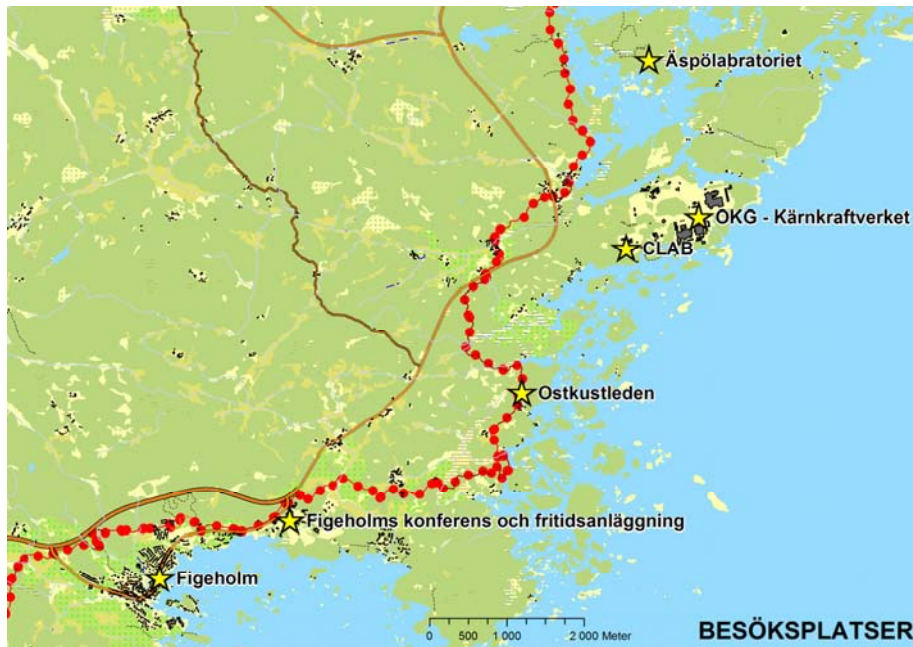 Äspölabratoriet
OKG - Kärnkraftverket
CLAB
Ostkustleden
Figeholms konferens och fritidsanläggning
Figeholm
0 500 1 000 2 000 Meter
BESÖKSPLATSER